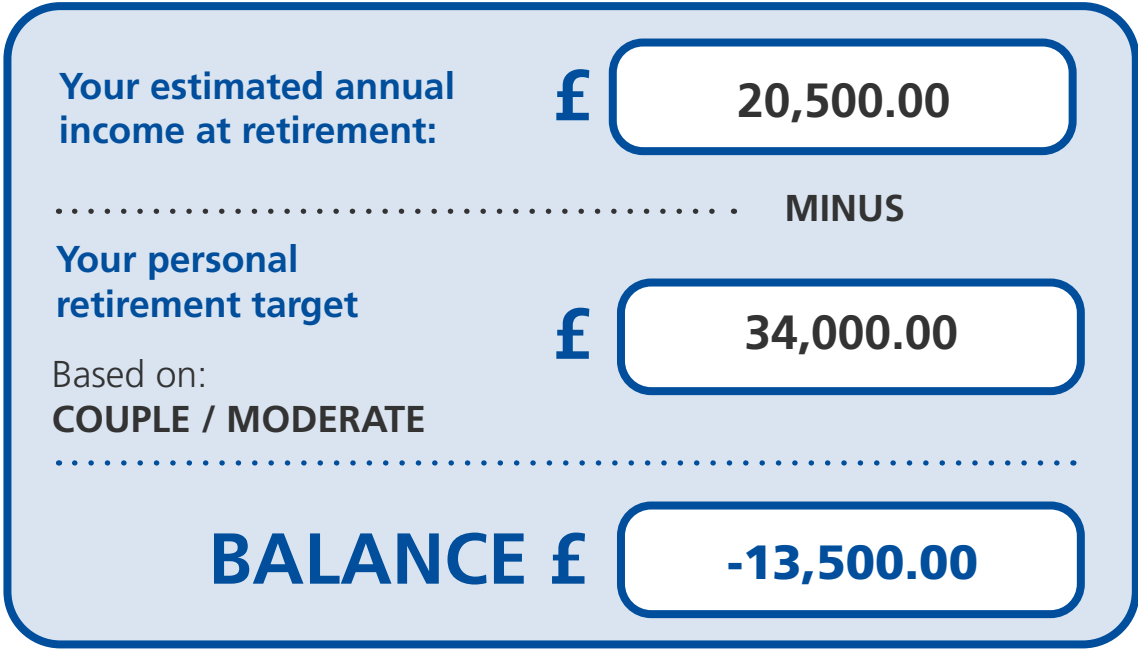 Your estimated annual
income at retirement:
£ 20,500.00
MINUS
Your personal
retirement target
£ 34,000.00
Based on:
COUPLE / MODERATE
BALANCE £ -13,500.00